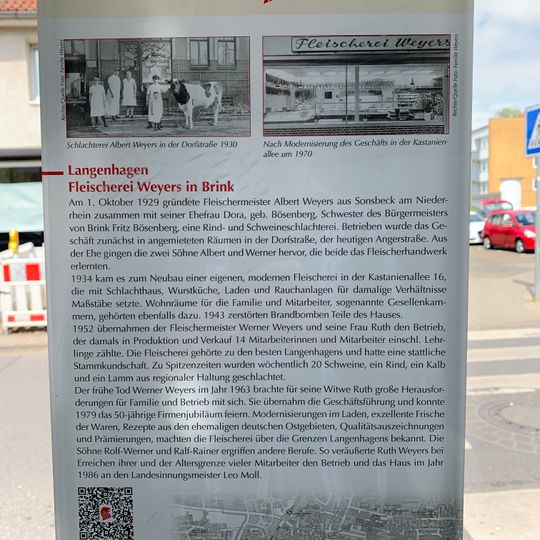 Fleischerei Weyers
Rechte/Quelle Foto: Familie Weyers
Rechte/Quelle Foto: Familie Weyers
Schlachterei Albert Weyers in der Dorfstraße 1930
Nach Modernisierung des Geschäfts in der Kastanien-
allee um 1970
Langenhagen
Fleischerei Weyers in Brink
Am 1. Oktober 1929 gründete Fleischermeister Albert Weyers aus Sonsbeck am Nieder-
rhein zusammen mit seiner Ehefrau Dora, geb. Bösenberg, Schwester des Bürgermeisters
von Brink Fritz Bösenberg, eine Rind- und Schweineschlachterei. Betrieben wurde das Ge-
schäft zunächst in angemieteten Räumen in der Dorfstraße, der heutigen Angerstraße. Aus
der Ehe gingen die zwei Söhne Albert und Werner hervor, die beide das Fleischerhandwerk
erlernten.
1934 kam es zum Neubau einer eigenen, modernen Fleischerei in der Kastanienallee 16,
die mit Schlachthaus, Wurstküche, Laden und Rauchanlagen für damalige Verhältnisse
Maßstäbe setzte. Wohnräume für die Familie und Mitarbeiter, sogenannte Gesellenkam-
mern, gehörten ebenfalls dazu. 1943 zerstörten Brandbomben Teile des Hauses.
1952 übernahmen der Fleischermeister Werner Weyers und seine Frau Ruth den Betrieb,
der damals in Produktion und Verkauf 14 Mitarbeiterinnen und Mitarbeiter einschl. Lehr-
linge zählte. Die Fleischerei gehörte zu den besten Langenhagens und hatte eine stattliche
Stammkundschaft. Zu Spitzenzeiten wurden wöchentlich 20 Schweine, ein Rind, ein Kalb
und ein Lamm aus regionaler Haltung geschlachtet.
Der frühe Tod Werner Weyers im Jahr 1963 brachte für seine Witwe Ruth große Herausfor-
derungen für Familie und Betrieb mit sich. Sie übernahm die Geschäftsführung und konnte
1979 das 50-jährige Firmenjubiläum feiern. Modernisierungen im Laden, exzellente Frische
der Waren, Rezepte aus den ehemaligen deutschen Ostgebieten, Qualitätsauszeichnungen
und Prämierungen, machten die Fleischerei über die Grenzen Langenhagens bekannt. Die
Söhne Rolf-Werner und Ralf-Rainer ergriffen andere Berufe. So veräußerte Ruth Weyers bei
Erreichen ihrer und der Altersgrenze vieler Mitarbeiter den Betrieb und das Haus im Jahr
1986 an den Landesinnungsmeister Leo Moll.